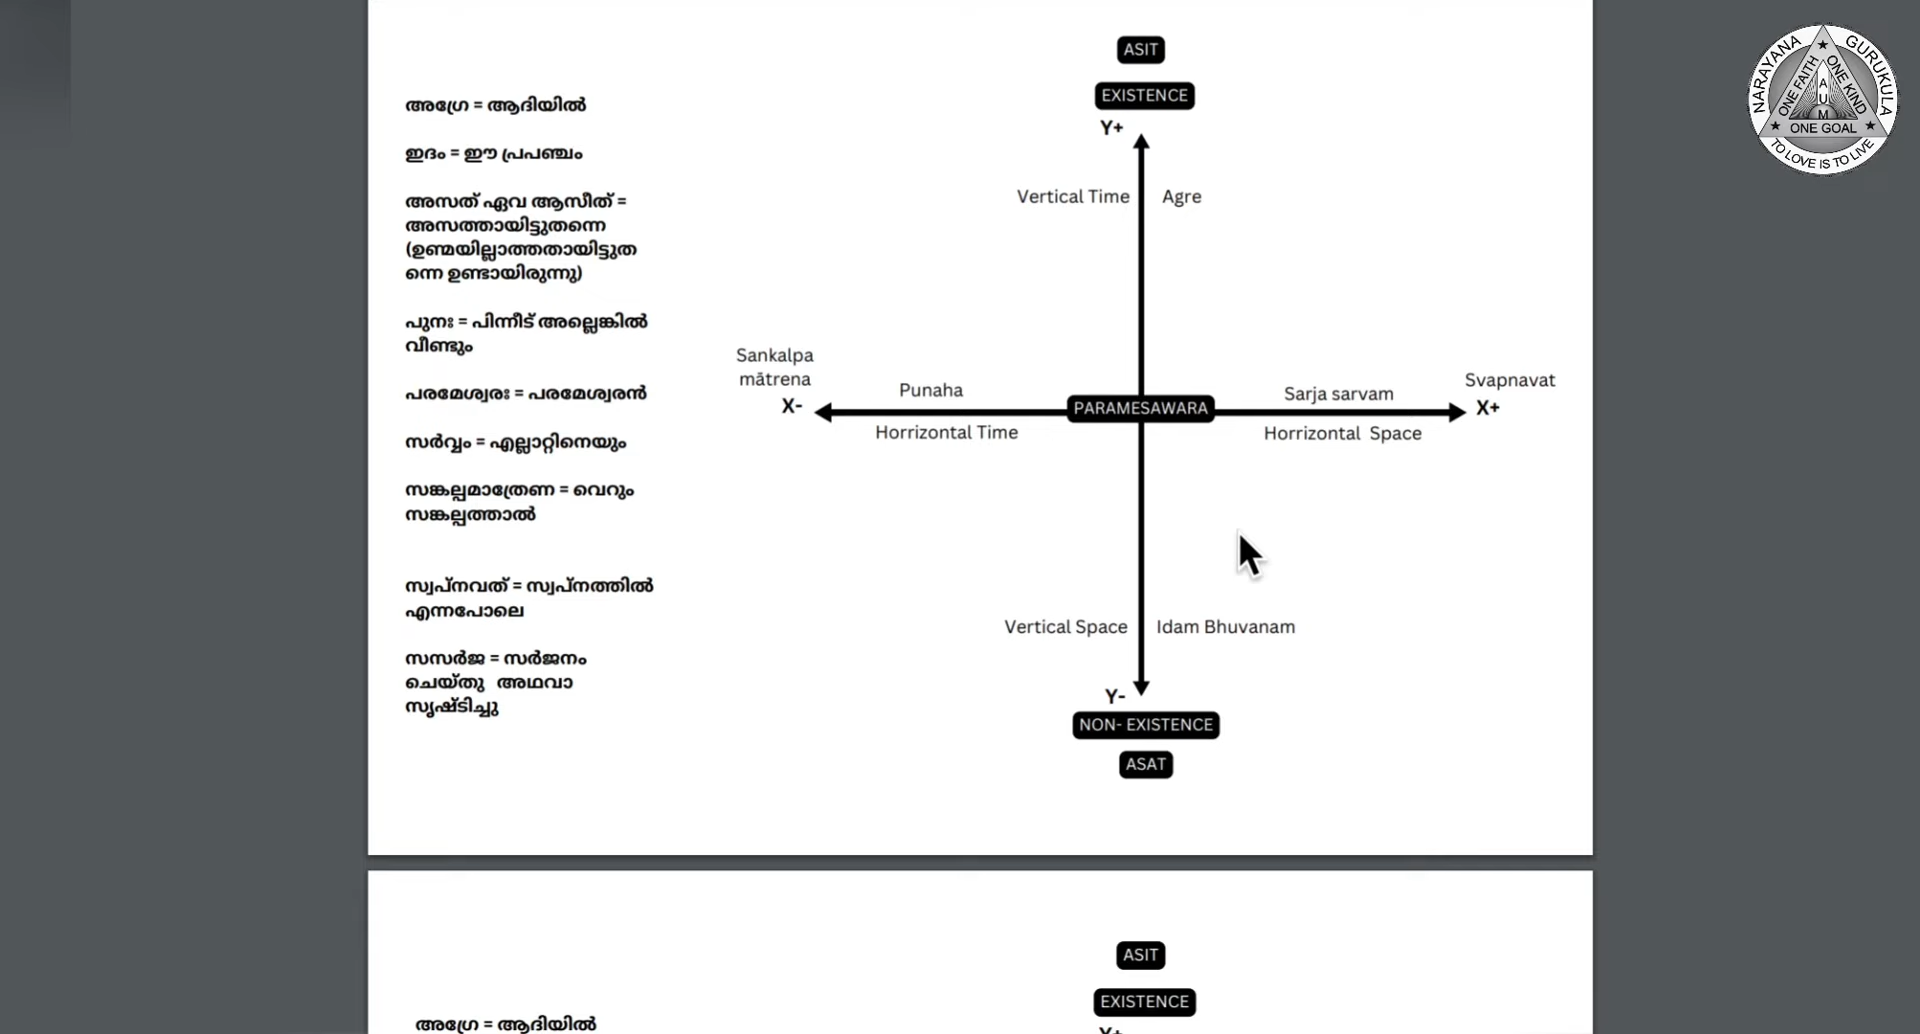 അഗ്രേ = ആദിയിൽ
ഇദം = ഈ പ്രപഞ്ചം
അസത് ഏവ ആസീത് =
അസത്തായിട്ടുതന്നെ
(ഉണ്മയില്ലാത്തതായിട്ടുത
ന്നെ ഉണ്ടായിരുന്നു)
പുനഃ = പിന്നീട് അല്ലെങ്കിൽ
വീണ്ടും
പരമേശ്വരഃ = പരമേശ്വരൻ
സർവ്വം = എല്ലാറ്റിനെയും
സങ്കല്പമാത്രേണ = വെറും
സങ്കല്പത്താൽ
സ്വപ്നവത് = സ്വപ്നത്തിൽ
എന്നപോലെ
സസർജ = സർജനം
ചെയ്തു അഥവാ
സൃഷ്ടിച്ചു
ASIT
EXISTENCE
Y+
Vertical Time Agre
Sankalpa
mātrena
X-
Punaha
Horrizontal Time
PARAMESAWARA
Sarja sarvam
Horrizontal Space
Svapnavat
X+
Vertical Space Idam Bhuvanam
Y-
NON- EXISTENCE
ASAT
NARAYANA GURUKULA
ONE FAITH
ONE KIND
AUM
ONE GOAL
TO LOVE IS TO LIVE
ASIT
EXISTENCE
Y+
അഗ്രേ = ആദിയിൽ